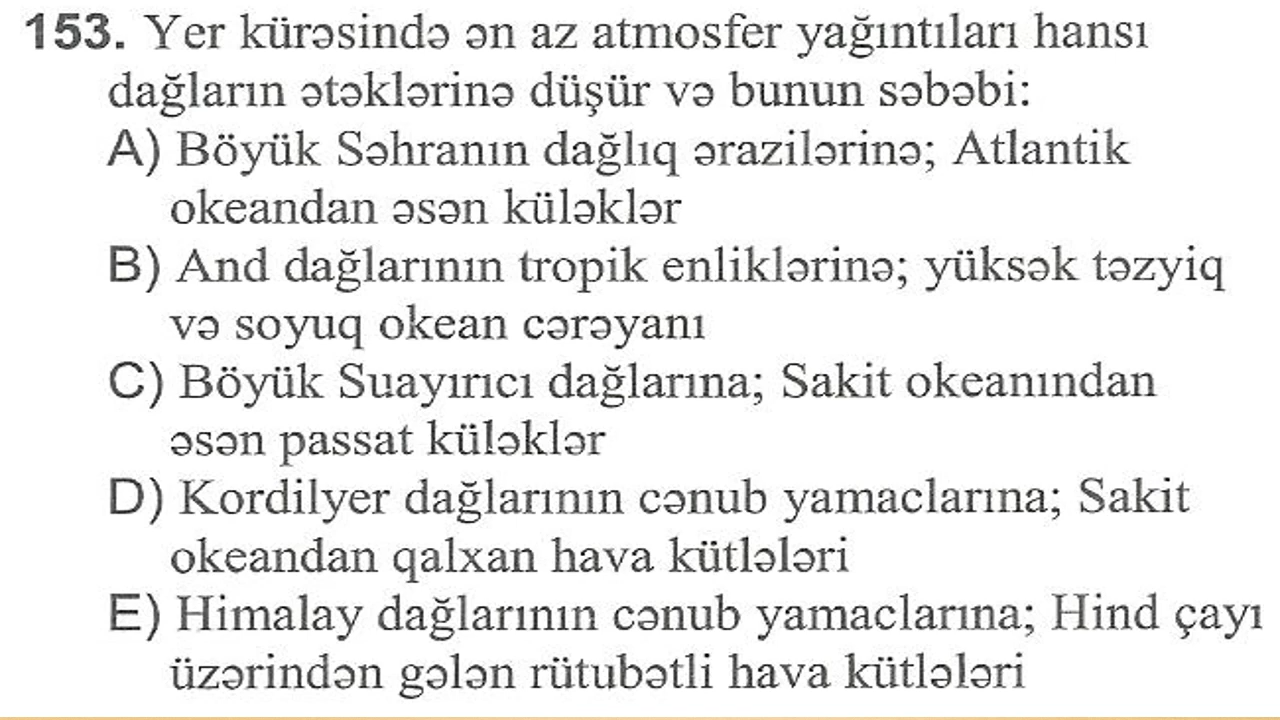 153. Yer kürəsində ən az atmosfer yağıntıları hansı
dağların ətəklərinə düşür və bunun səbəbi:
A) Böyük Səhranın dağlıq ərazilərinə; Atlantik
okeandan əsən küləklər
B) And dağlarının tropik enliklərinə; yüksək təzyiq
və soyuq okean cərəyanı
C) Böyük Suayırıcı dağlarına; Sakit okeanından
əsən passat küləklər
D) Kordilyer dağlarının cənub yamaclarına; Sakit
okeandan qalxan hava kütlələri
E) Himalay dağlarının cənub yamaclarına; Hind çayı
üzərindən gələn rütubətli hava kütlələri